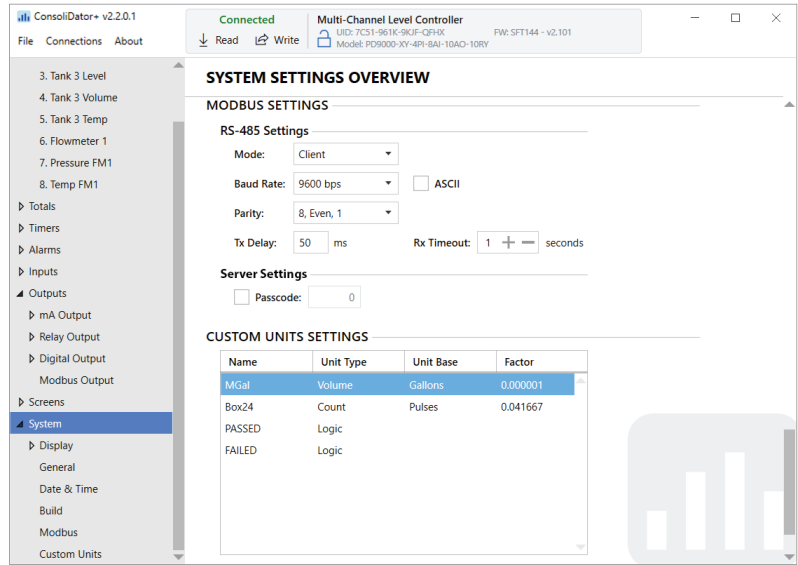 ConsoliDator+ v2.2.0.1
File Connections About
Connected
Read Write
Multi-Channel Level Controller
UID: 7C51-961K-9KJF-QFHX FW: SFT144 - v2.101
Model: PD9000-XY-4PI-8AI-10AO-10RY
3. Tank 3 Level
4. Tank 3 Volume
5. Tank 3 Temp
6. Flowmeter 1
7. Pressure FM1
8. Temp FM1
Totals
Timers
Alarms
Inputs
Outputs
mA Output
Relay Output
Digital Output
Modbus Output
Screens
System
Display
General
Date & Time
Build
Modbus
Custom Units
SYSTEM SETTINGS OVERVIEW
MODBUS SETTINGS
RS-485 Settings
Mode: Client
Baud Rate: 9600 bps ASCII
Parity: 8, Even, 1
Tx Delay: 50 ms Rx Timeout: 1 seconds
Server Settings
Passcode: 0
CUSTOM UNITS SETTINGS
Name Unit Type Unit Base Factor
MGal Volume Gallons 0.000001
Box24 Count Pulses 0.041667
PASSED Logic
FAILED Logic